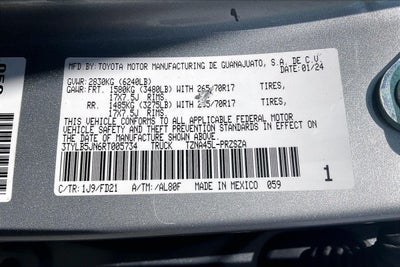 MFD.BY:TOYOTA MOTOR MANUFACTURING DE GUANAJUATO, S.A. DE C.V.
DATE: 01/24
GVWR: 2830KG (6240LB)
GAWR:FRT. 1580KG (3480LB) WITH 265/70R17 TIRES,
17X7.5J RIMS
RR. 1485KG (3275LB) WITH 265/70R17 TIRES,
17X7.5J RIMS
THIS VEHICLE CONFORMS TO ALL APPLICABLE FEDERAL MOTOR
VEHICLE SAFETY AND THEFT PREVENTION STANDARDS IN EFFECT
ON THE DATE OF MANUFACTURE SHOWN ABOVE.
3TYLB5JN6RT005734 TRUCK TZNA45L-PRZSZA
C/TR: 1J9/FD21 A/TM: /AL80F MADE IN MEXICO 059 1
059